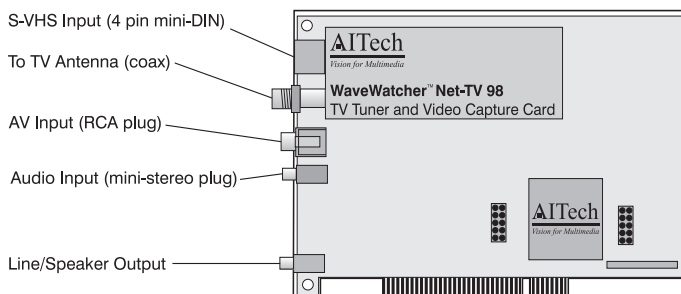 S-VHS Input (4 pin mini-DIN)
To TV Antenna (coax)
AV Input (RCA plug)
Audio Input (mini-stereo plug)
Line/Speaker Output
AITech
Vision for Multimedia
WaveWatcher™ Net-TV 98
TV Tuner and Video Capture Card
AITech
Vision for Multimedia